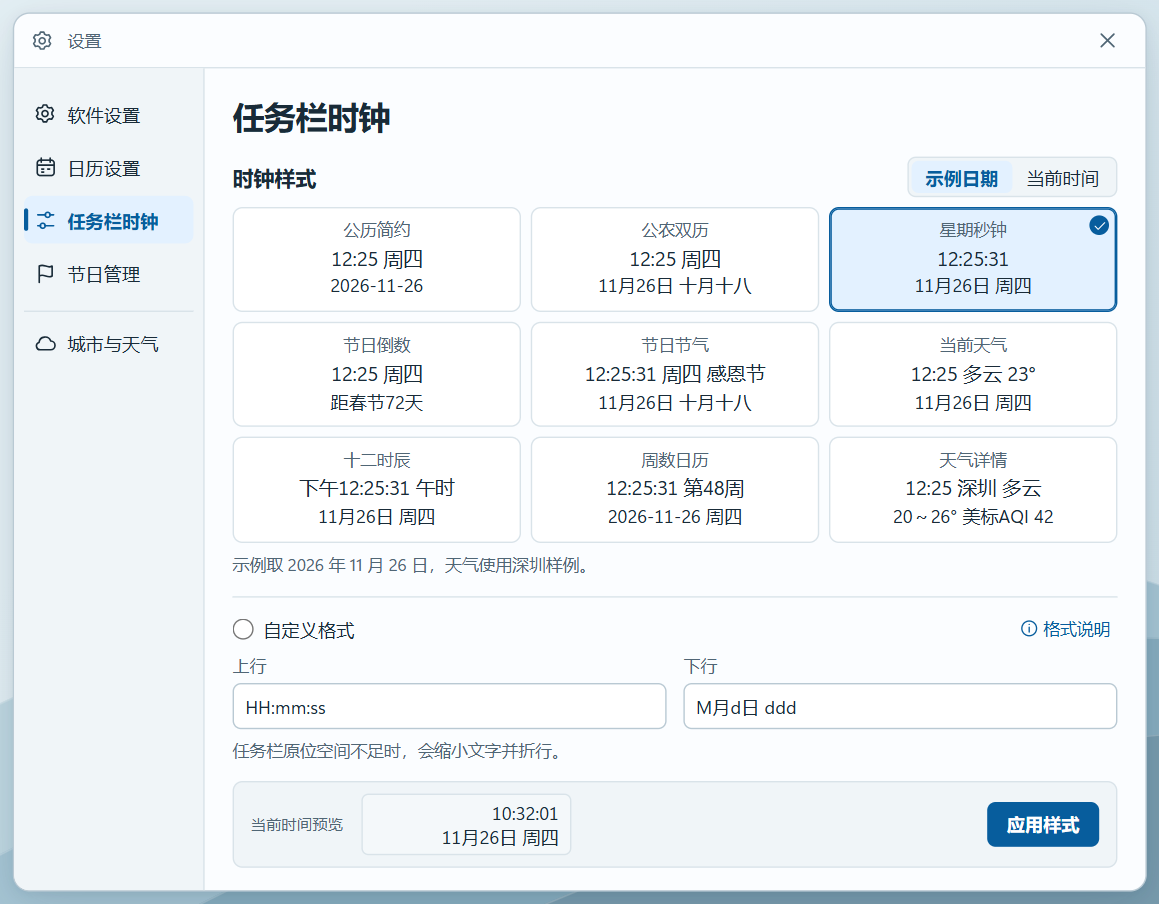 设置
软件设置
日历设置
任务栏时钟
节日管理
城市与天气
任务栏时钟
时钟样式
示例日期
当前时间
公历简约
12:25 周四
2026-11-26
公农双历
12:25 周四
11月26日 十月十八
星期秒钟
12:25:31
11月26日 周四
节日倒数
12:25 周四
距春节72天
节日节气
12:25:31 周四 感恩节
11月26日 十月十八
当前天气
12:25 多云 23°
11月26日 周四
十二时辰
下午12:25:31 午时
11月26日 周四
周数日历
12:25:31 第48周
2026-11-26 周四
天气详情
12:25 深圳 多云
20～26° 美标AQI 42
示例取 2026 年 11 月 26 日，天气使用深圳样例。
自定义格式
格式说明
上行
下行
HH:mm:ss
M月d日 ddd
任务栏原位空间不足时，会缩小文字并折行。
当前时间预览
10:32:01
11月26日 周四
应用样式